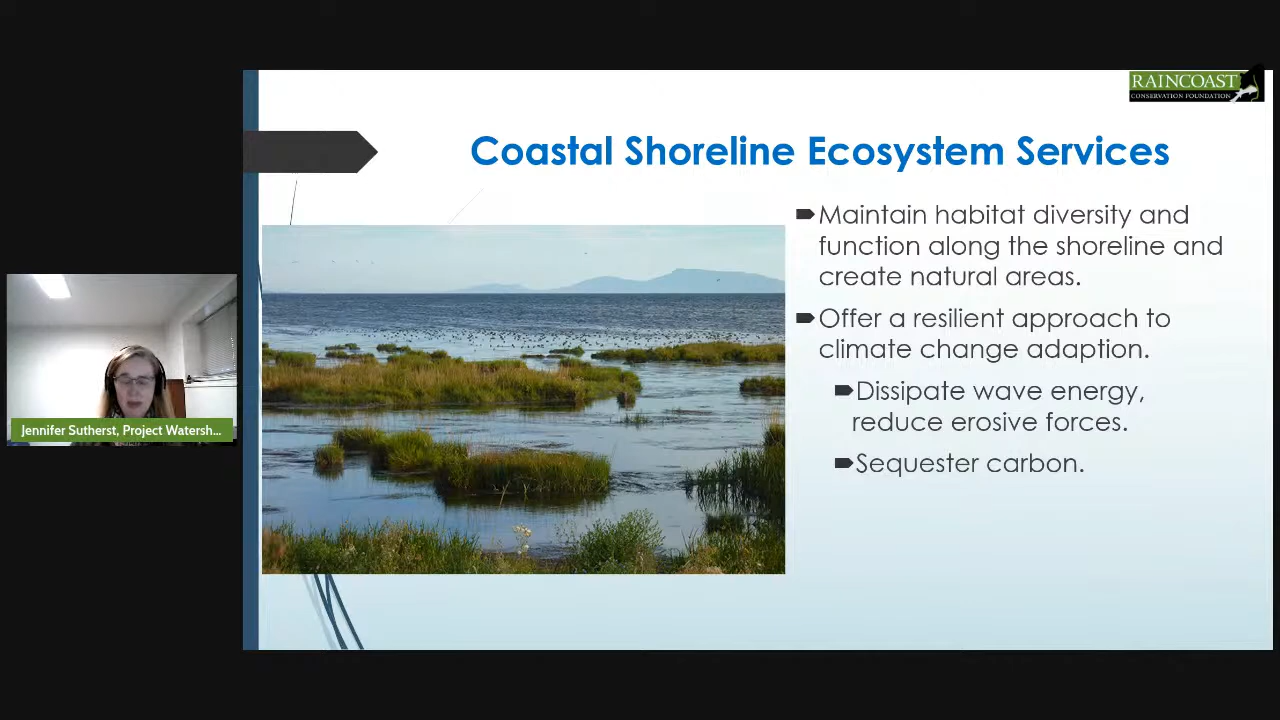 RAINCOAST
CONSERVATION FOUNDATION
Coastal Shoreline Ecosystem Services
Maintain habitat diversity and
function along the shoreline and
create natural areas.
Offer a resilient approach to
climate change adaption.
Dissipate wave energy,
reduce erosive forces.
Sequester carbon.
Jennifer Sutherst, Project Watersh...